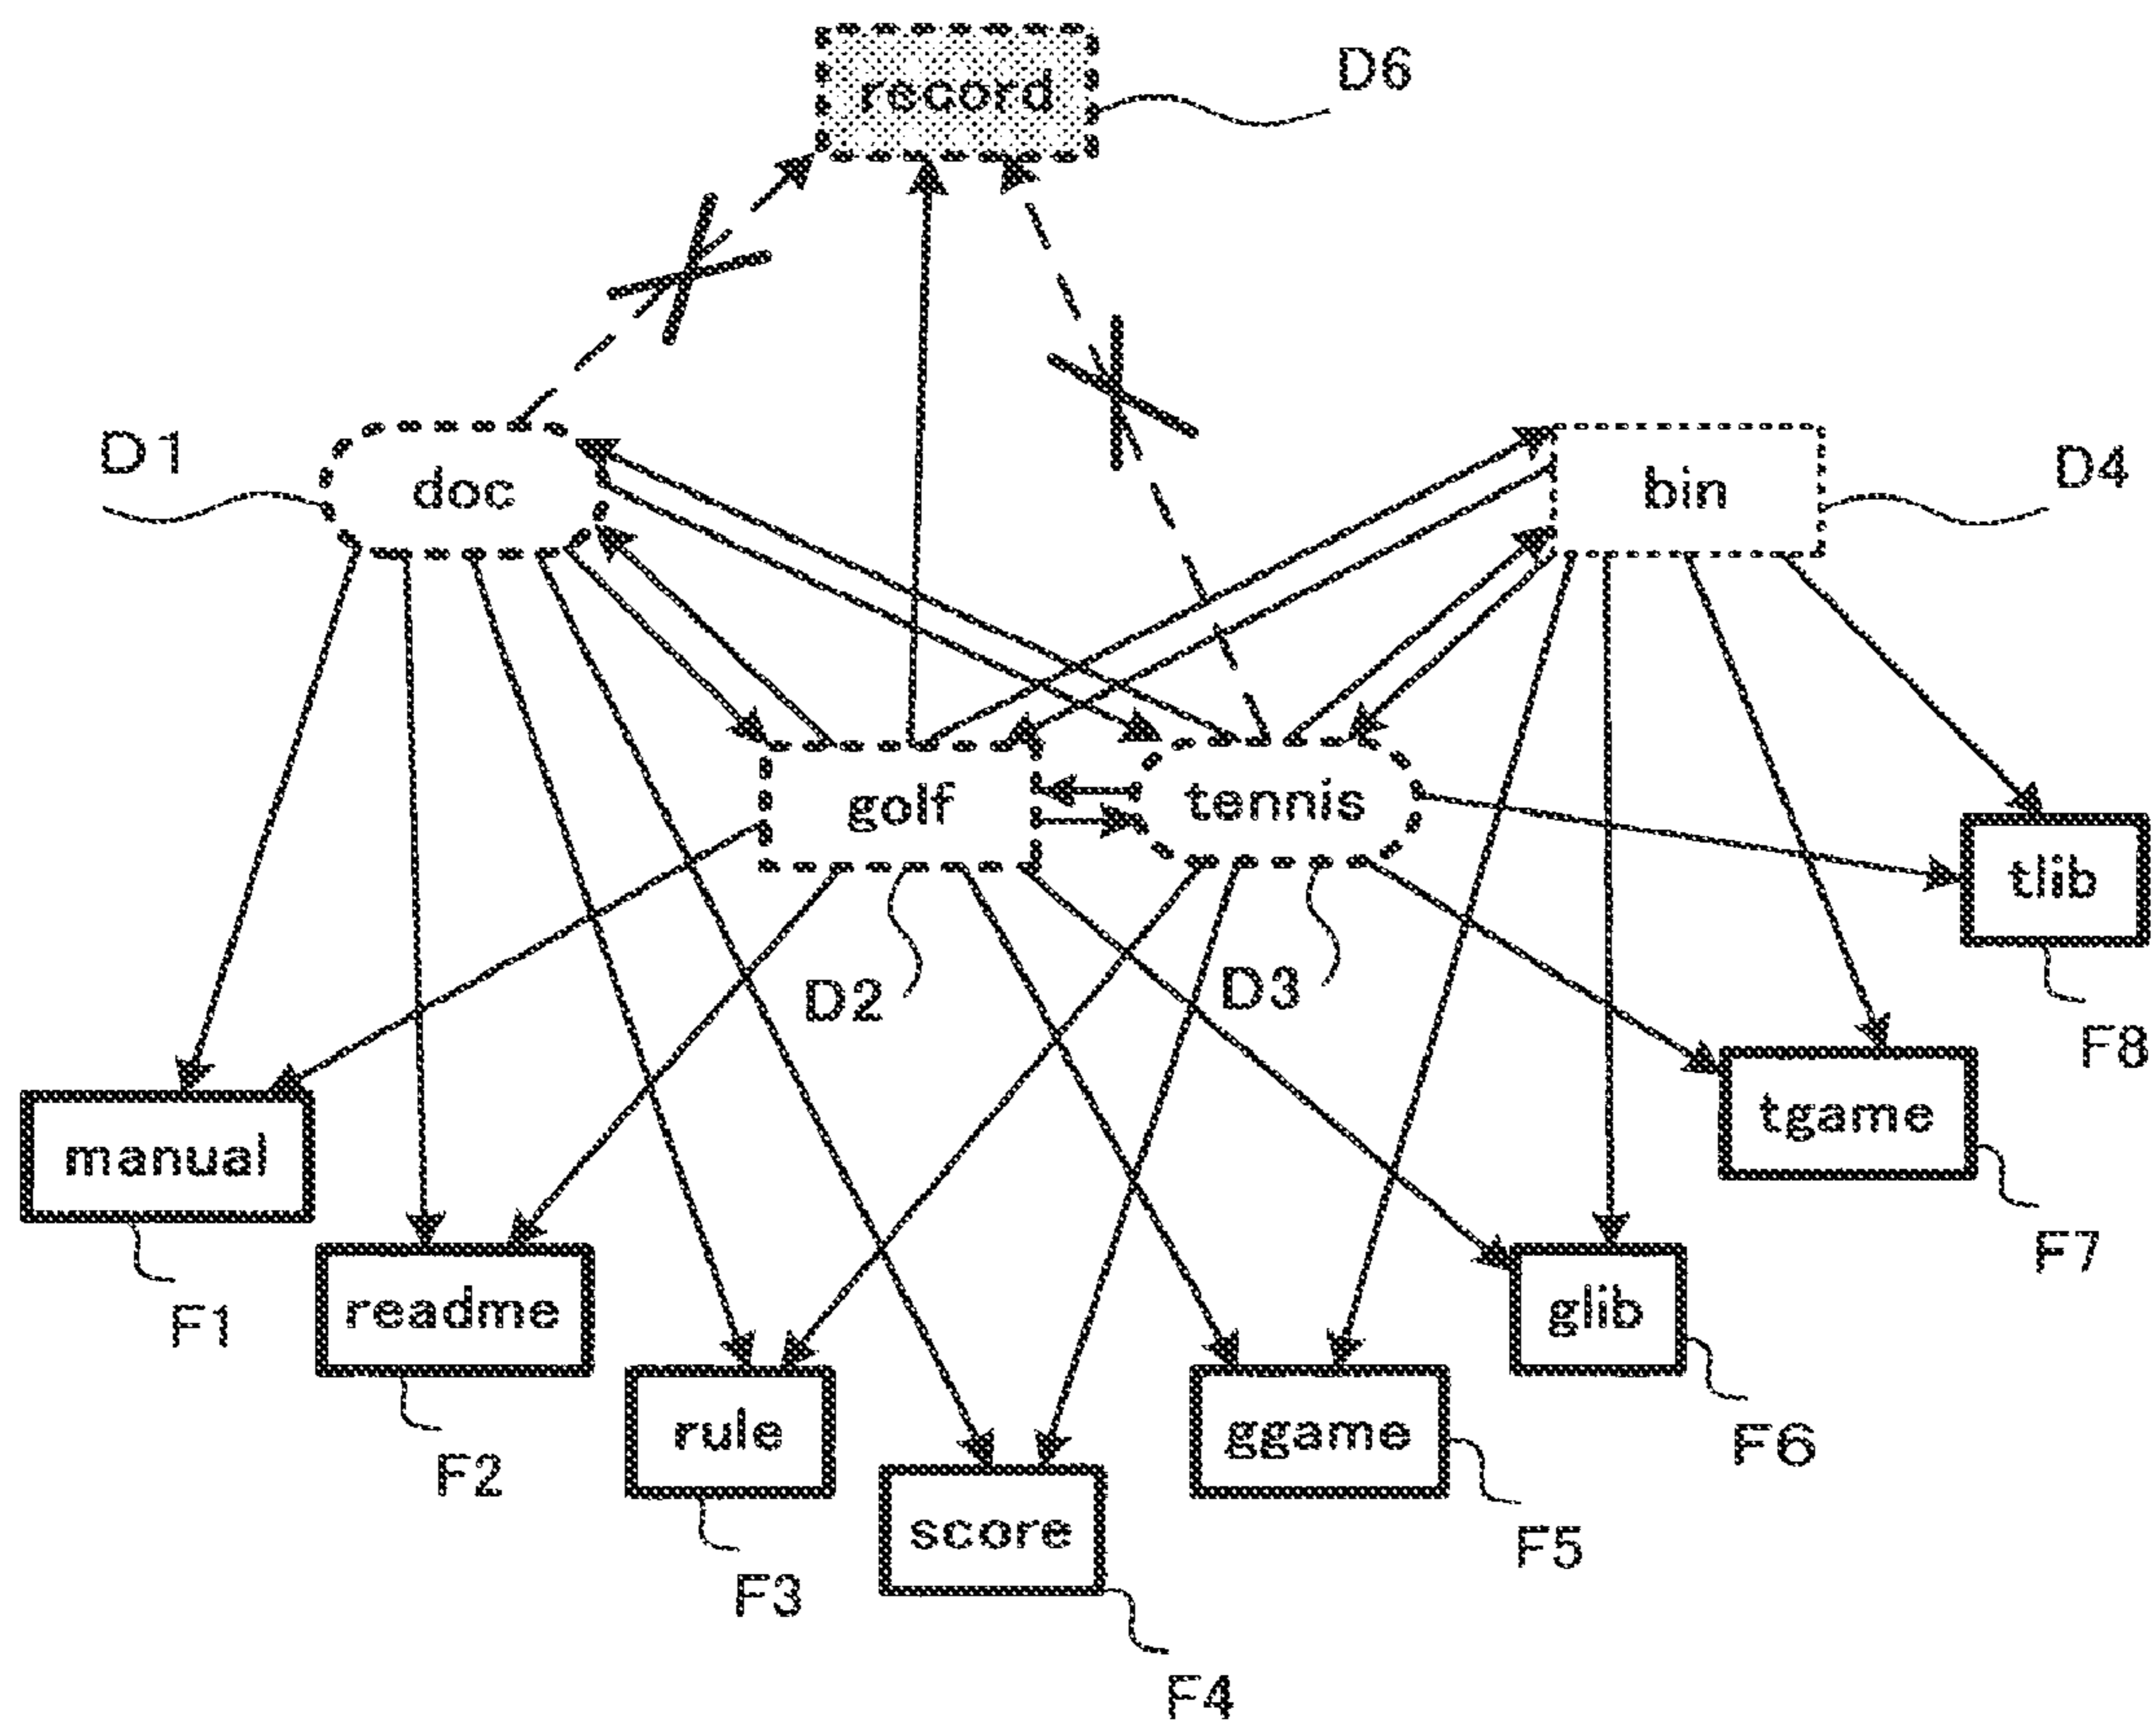 record
D6
D1
doc
bin
D4
golf
tennis
tlib
D2
D3
F8
manual
tgame
F1
readme
glib
F7
F2
rule
ggame
F6
F3
score
F5
F4